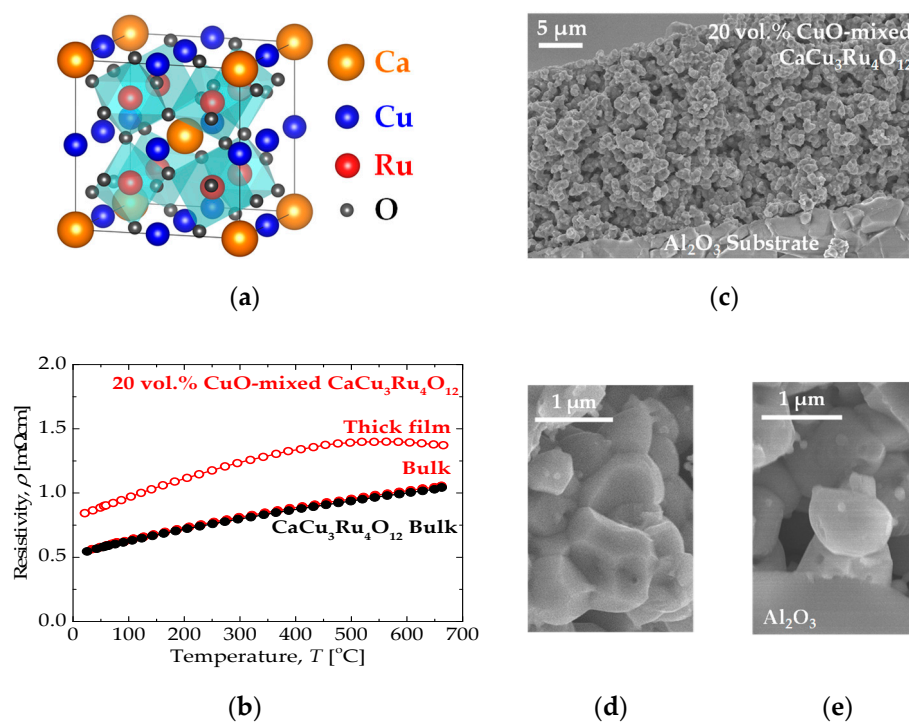 Ca
Cu
Ru
O
(a)
5 µm
20 vol.% CuO-mixed
CaCu₃Ru₄O₁₂
Al₂O₃ Substrate
(c)
2.0
1.5
1.0
0.5
0.0
Resistivity, ρ [mΩcm]
20 vol.% CuO-mixed CaCu₃Ru₄O₁₂
Thick film
Bulk
CaCu₃Ru₄O₁₂ Bulk
0 100 200 300 400 500 600 700
Temperature, T [°C]
(b)
1 µm
(d)
1 µm
Al₂O₃
(e)